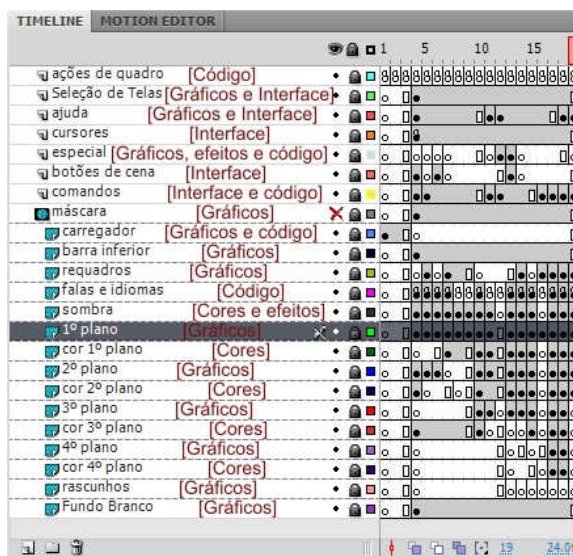 TIMELINE MOTION EDITOR
1 5 10 15
ações de quadro [Código]
Seleção de Telas [Gráficos e Interface]
ajuda [Gráficos e Interface]
cursores [Interface]
especial [Gráficos, efeitos e código]
botões de cena [Interface]
comandos [Interface e código]
máscara [Gráficos]
carregador [Gráficos e código]
barra inferior [Gráficos]
requadros [Gráficos]
falas e idiomas [Código]
sombra [Cores e efeitos]
1º plano [Gráficos]
cor 1º plano [Cores]
2º plano [Gráficos]
cor 2º plano [Cores]
3º plano [Gráficos]
cor 3º plano [Cores]
4º plano [Gráficos]
cor 4º plano [Cores]
rascunhos [Gráficos]
Fundo Branco [Gráficos]
19 24.0